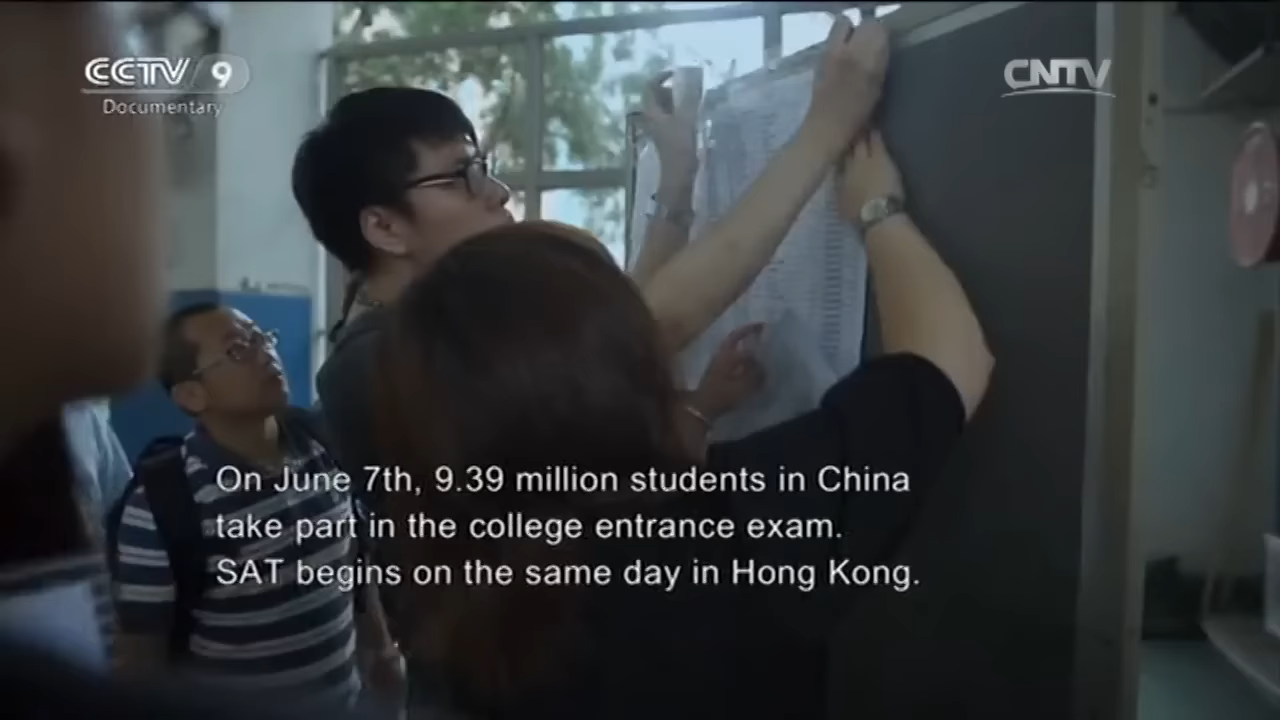 CCTV 9
Documentary
CNTV
On June 7th, 9.39 million students in China
take part in the college entrance exam.
SAT begins on the same day in Hong Kong.